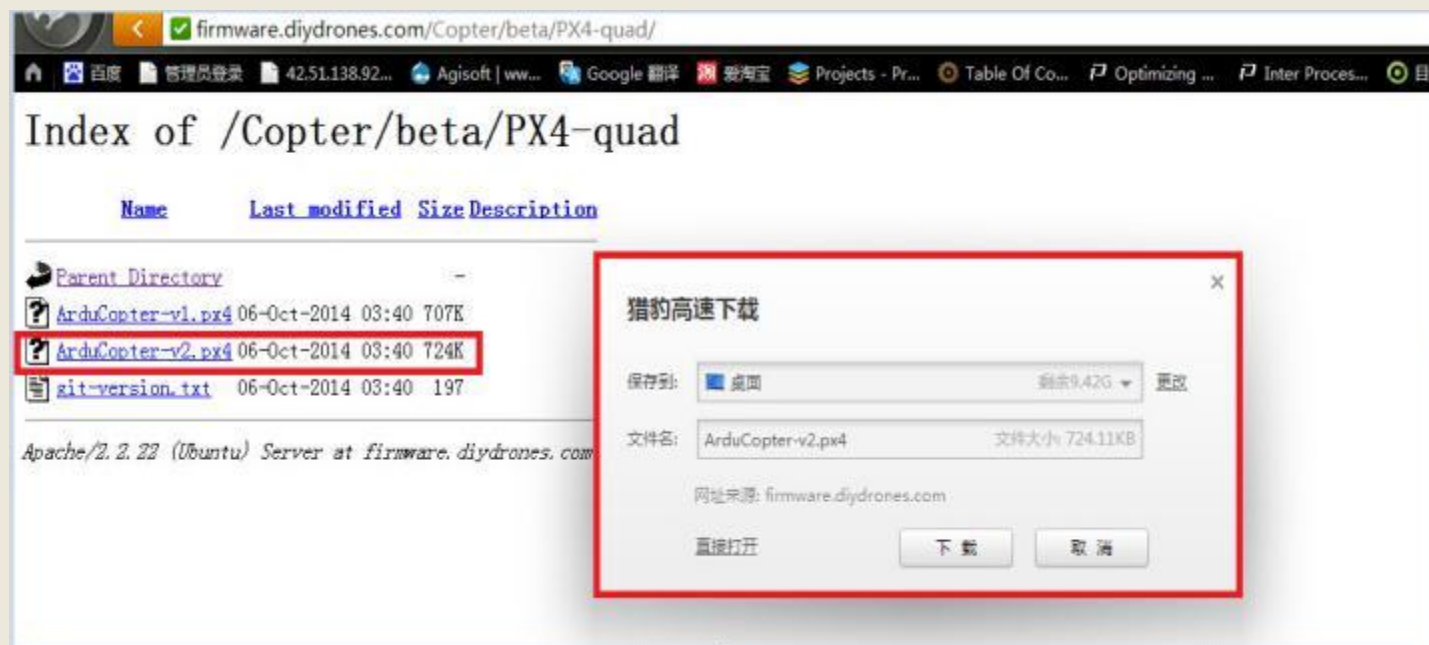 firmware.diydrones.com/Copter/beta/PX4-quad/
百度 管理员登录 42.51.138.92... Agisoft | ww... Google 翻译 爱淘宝 Projects - Pr... Table Of Co... Optimizing ... Inter Proces... 目
Index of /Copter/beta/PX4-quad
Name Last modified Size Description
Parent Directory -
ArduCopter-v1.px4 06-Oct-2014 03:40 707K
ArduCopter-v2.px4 06-Oct-2014 03:40 724K
git-version.txt 06-Oct-2014 03:40 197
Apache/2.2.22 (Ubuntu) Server at firmware.diydrones.com
猎豹高速下载
保存到: 桌面 剩余9.42G 更改
文件名: ArduCopter-v2.px4 文件大小: 724.11KB
网址来源: firmware.diydrones.com
直接打开 下载 取消